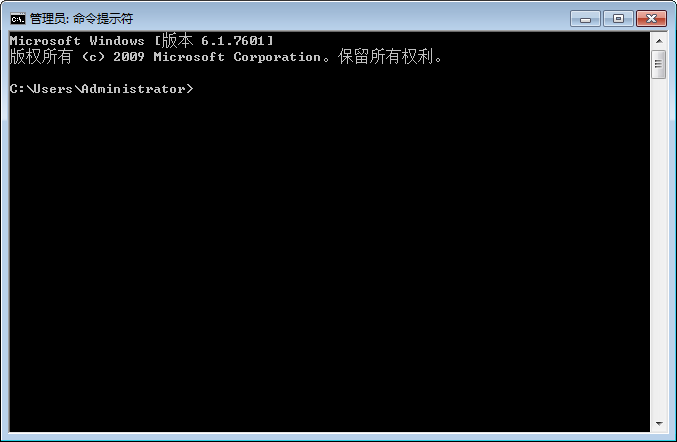 管理员: 命令提示符
Microsoft Windows [版本 6.1.7601]
版权所有 (c) 2009 Microsoft Corporation。保留所有权利。
C:\Users\Administrator>